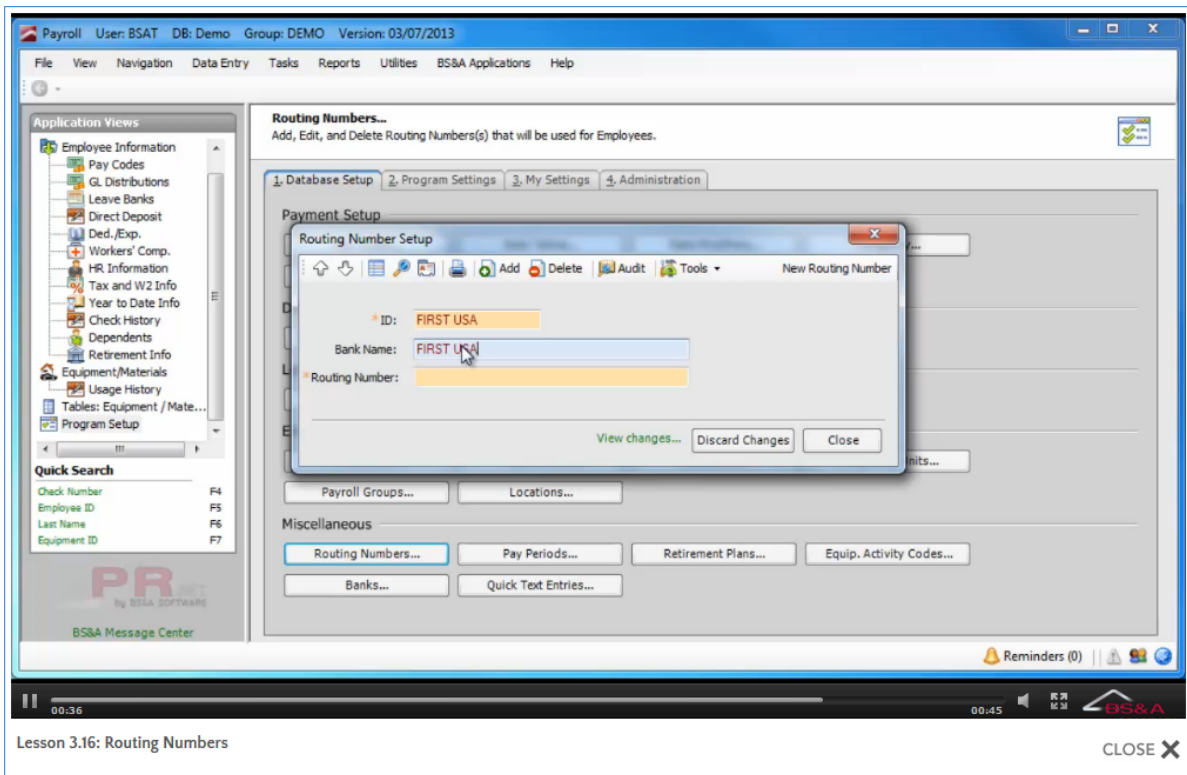 Payroll User: BSAT DB: Demo Group: DEMO Version: 03/07/2013
File View Navigation Data Entry Tasks Reports Utilities BS&A Applications Help
Application Views
Employee Information
Pay Codes
GL Distributions
Leave Banks
Direct Deposit
Ded./Exp.
Workers' Comp.
HR Information
Tax and W2 Info
Year to Date Info
Check History
Dependents
Retirement Info
Equipment/Materials
Usage History
Tables: Equipment / Mate...
Program Setup
Quick Search
Check Number F4
Employee ID F5
Last Name F6
Equipment ID F7
PR
by BS&A SOFTWARE
BS&A Message Center
Routing Numbers...
Add, Edit, and Delete Routing Numbers(s) that will be used for Employees.
1. Database Setup 2. Program Settings 3. My Settings 4. Administration
Payment Setup
Routing Number Setup
Add Delete Audit Tools New Routing Number
*ID: FIRST USA
Bank Name: FIRST USA
*Routing Number:
View changes... Discard Changes Close
Payroll Groups... Locations...
Miscellaneous
Routing Numbers... Pay Periods... Retirement Plans... Equip. Activity Codes...
Banks... Quick Text Entries...
Reminders (0)
00:36 00:45 BS&A
Lesson 3.16: Routing Numbers
CLOSE